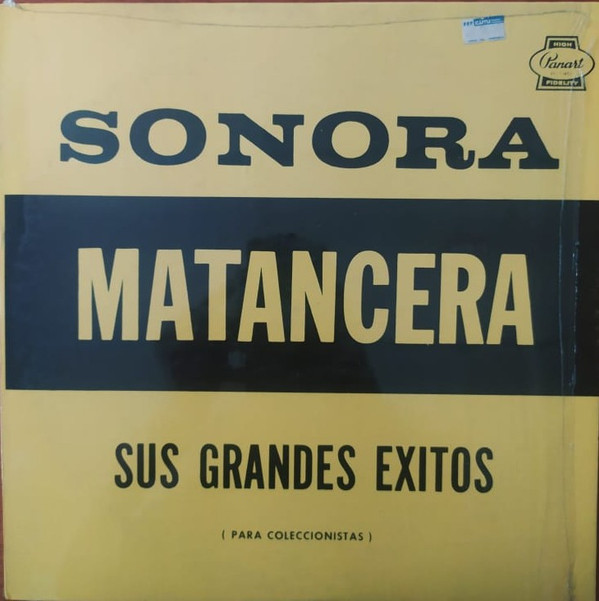 HIGH
Panart
FIDELITY
SONORA
MATANCERA
SUS GRANDES EXITOS
( PARA COLECCIONISTAS )